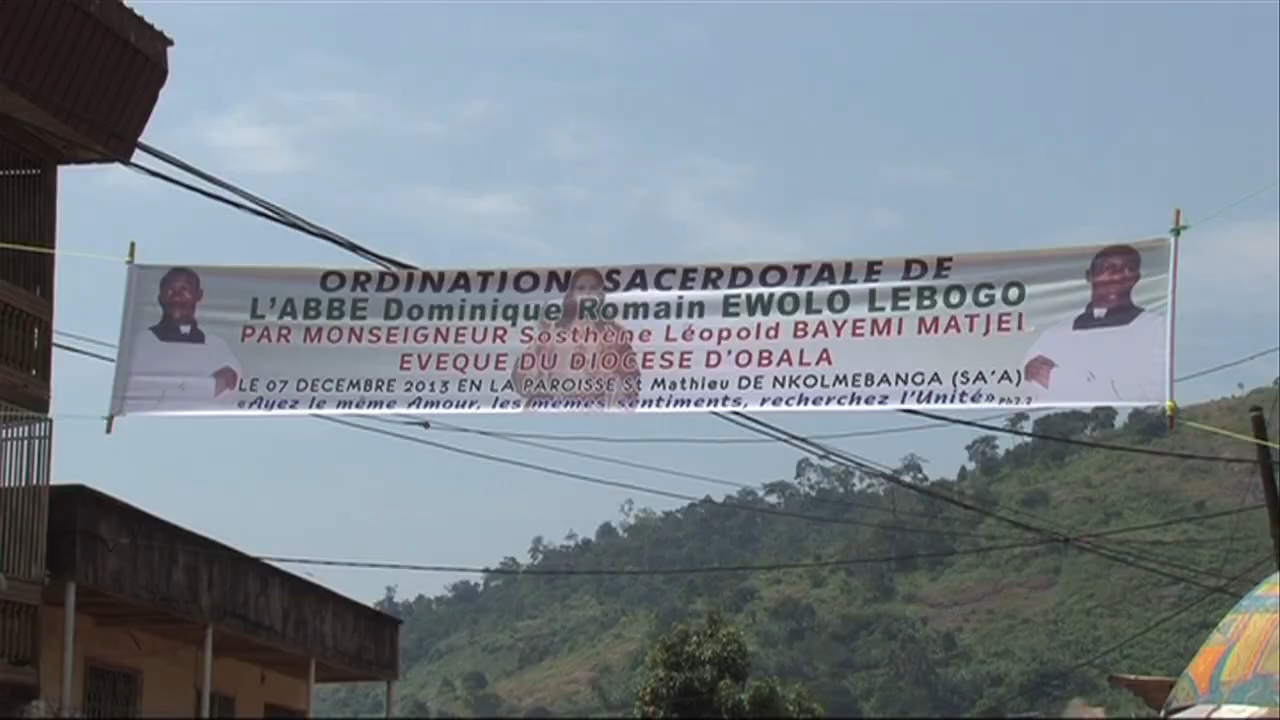 ORDINATION SACERDOTALE DE
L'ABBE Dominique Romain EWOLO LEBOGO
PAR MONSEIGNEUR Sosthène Léopold BAYEMI MATJEI
EVEQUE DU DIOCESE D'OBALA
LE 07 DECEMBRE 2013 EN LA PAROISSE St Mathieu DE NKOLMEBANGA (SA'A)
«Ayez le même Amour, les mêmes sentiments, recherchez l'Unité» Ph2.2